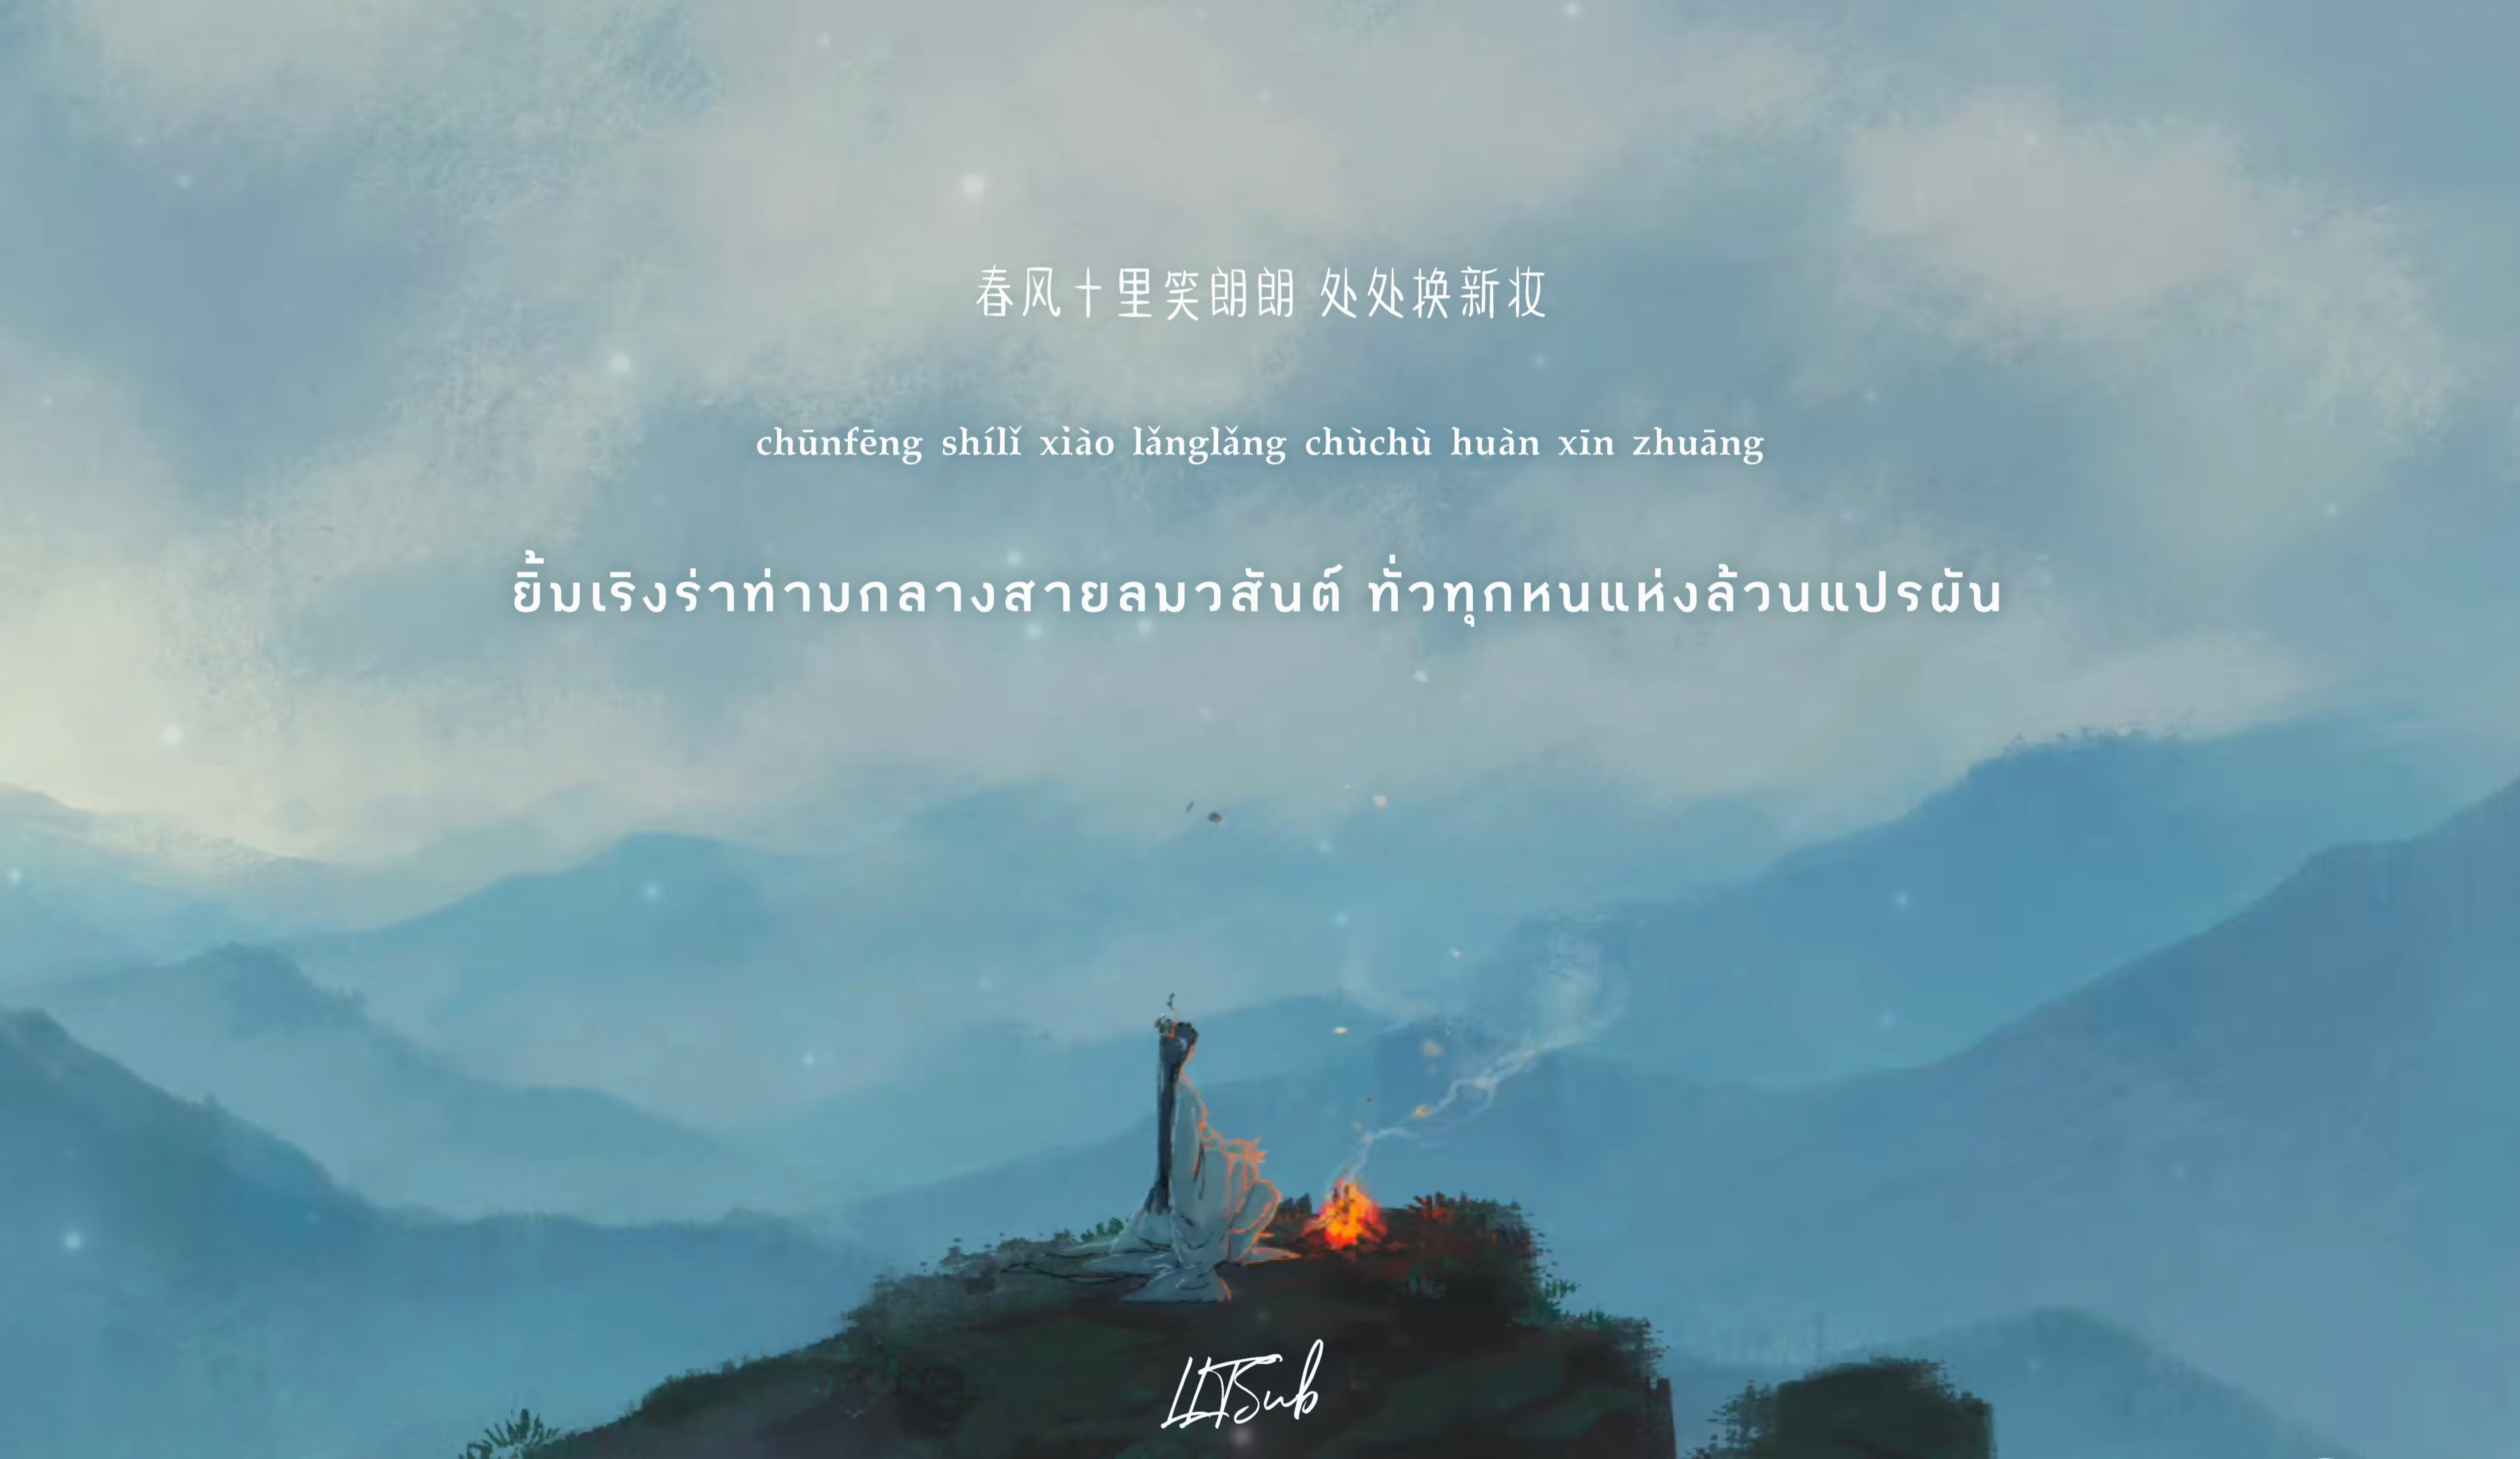 春风十里笑朗朗 处处换新妆
chūnfēng shílǐ xiào lǎnglǎng chùchù huàn xīn zhuāng
ยิ้มเริงร่าท่ามกลางสายลมวสันต์ ทั่วทุกหนแห่งล้วนแปรผัน
LLTSub